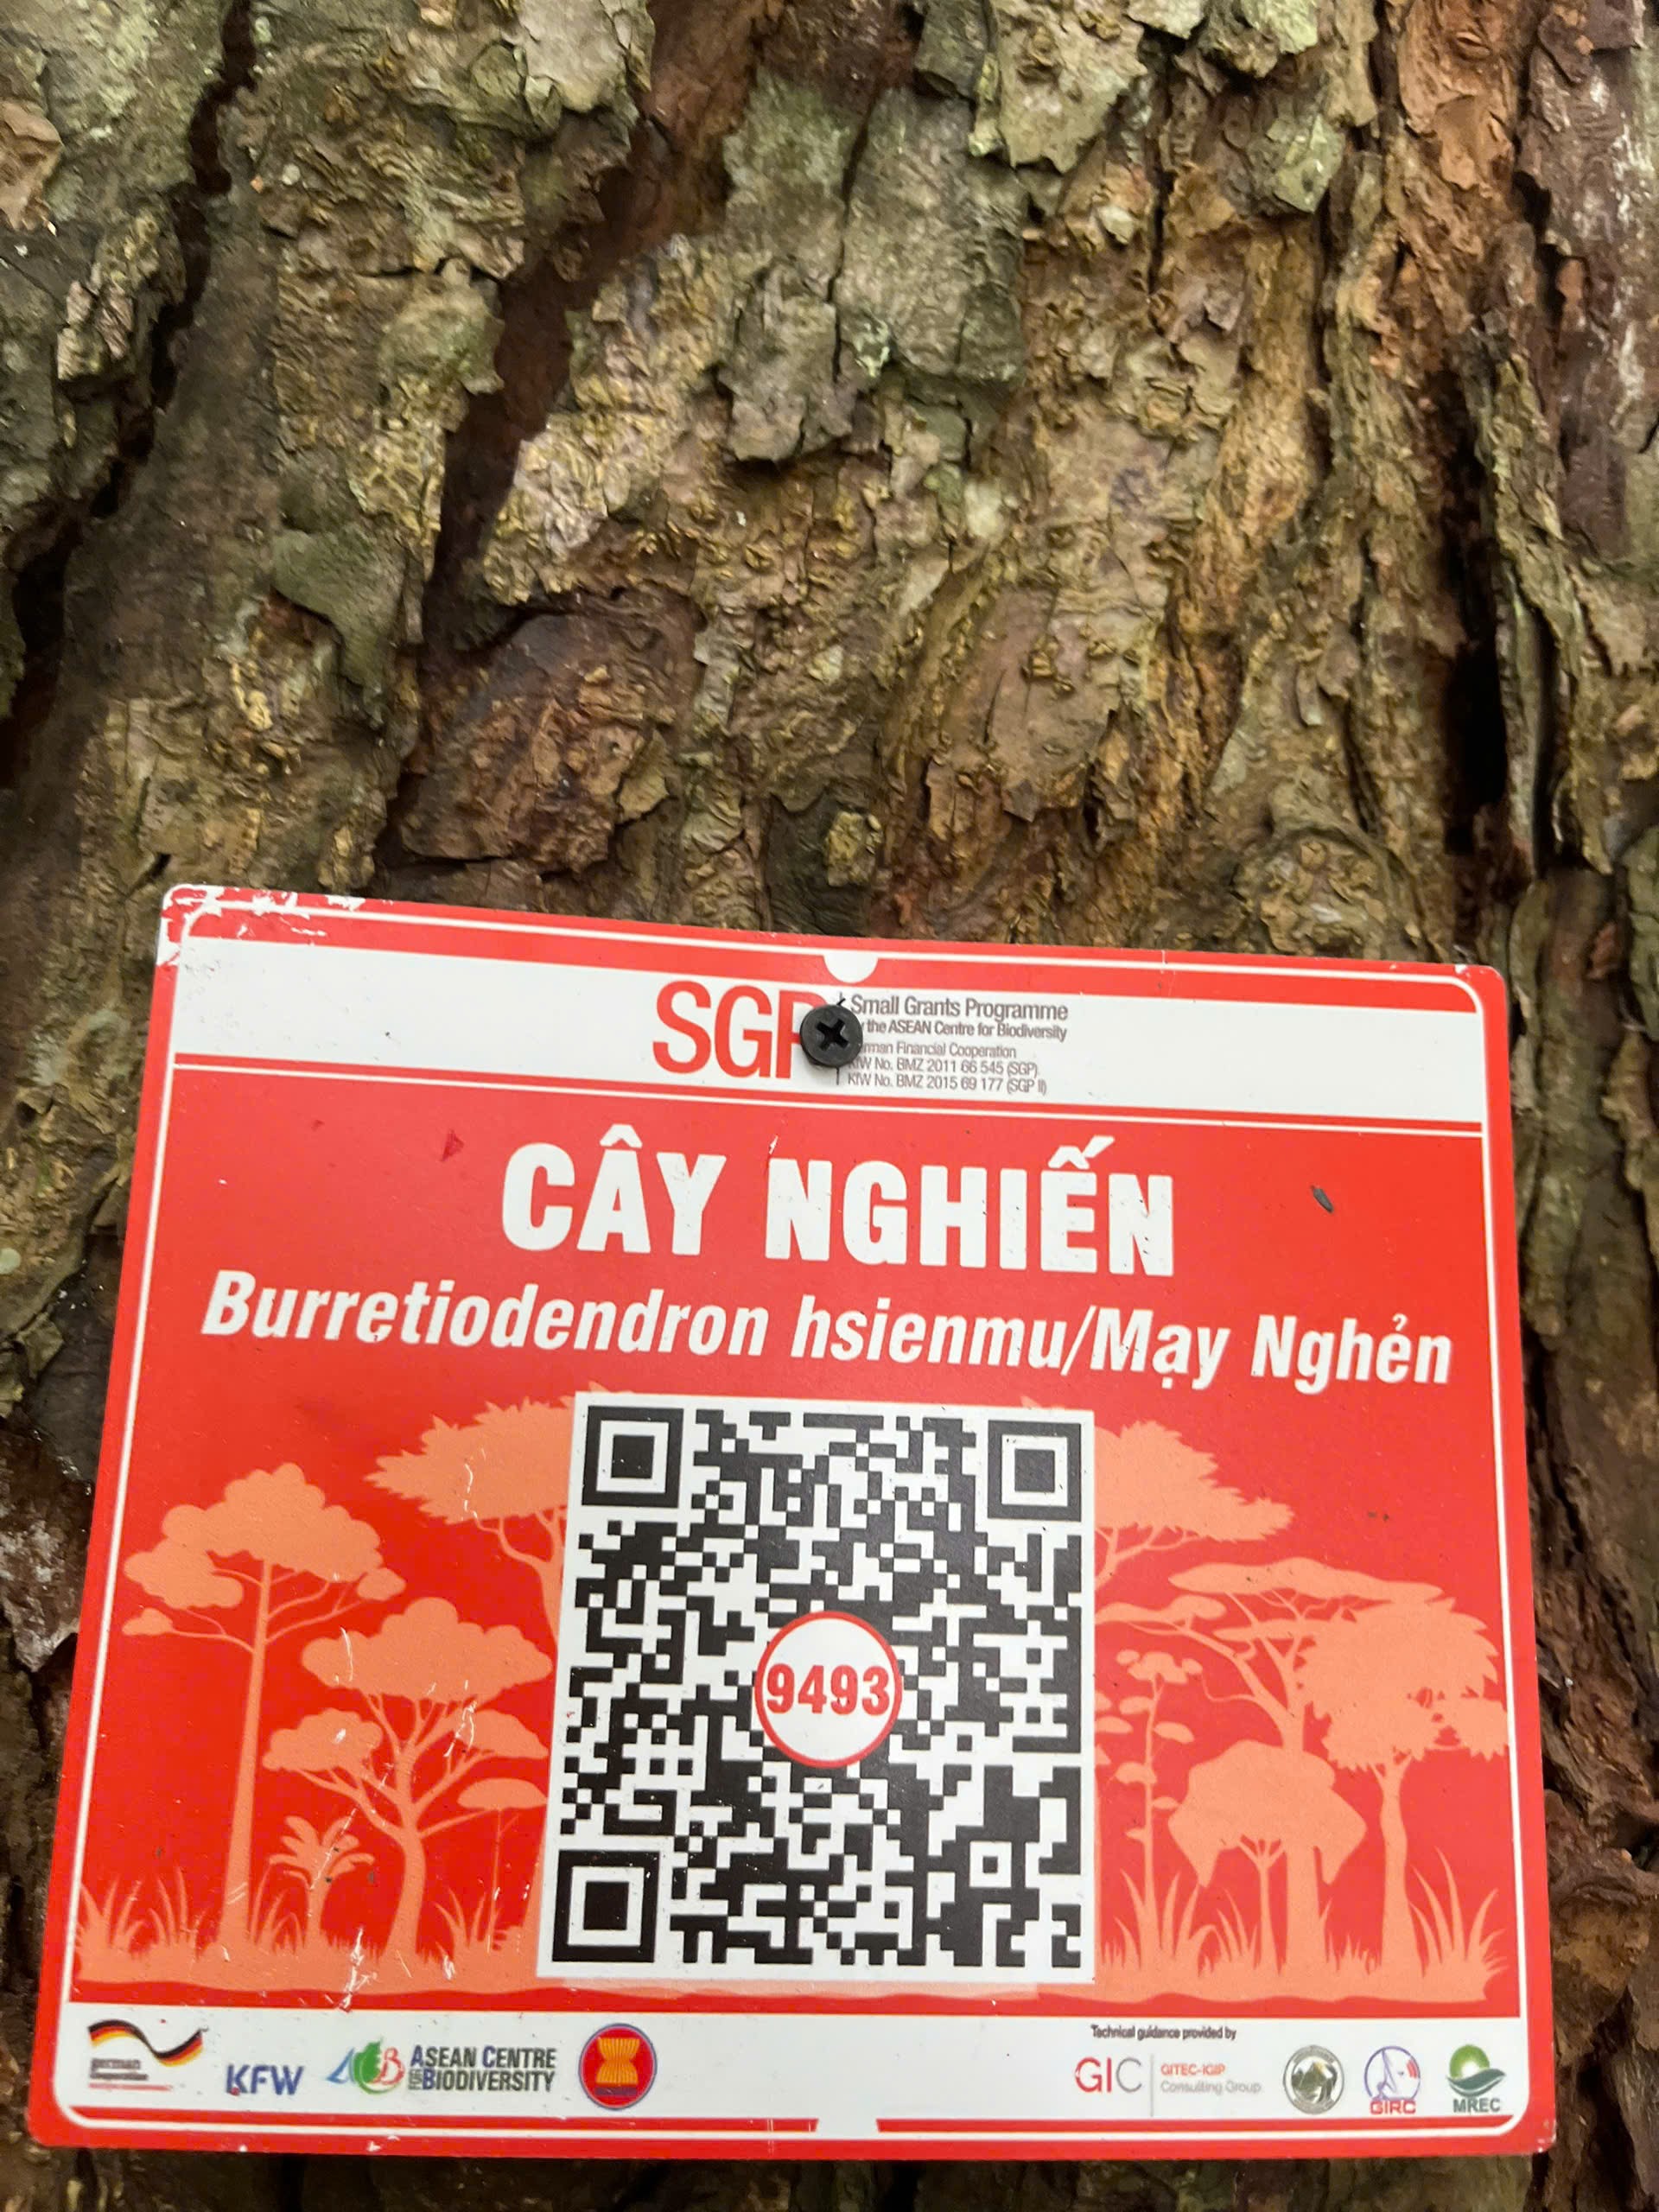 SGP
Small Grants Programme
the ASEAN Centre for Biodiversity
Financial Cooperation
No. BMZ 2011 66 545 (SGP)
KfW No. BMZ 2015 69 177 (SGP II)
CÂY NGHIẾN
Burretiodendron hsienmu/Mạy Nghẻn
9493
german
cooperation
KFW
ACB
ASEAN CENTRE
FOR BIODIVERSITY
Technical guidance provided by
GIC
GITEC-IGIP
Consulting Group
GIRC
MREC